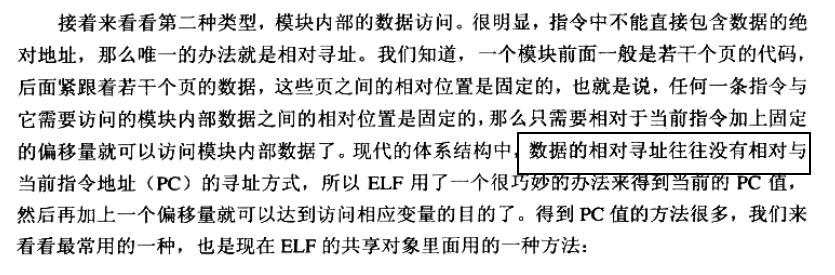 接着来看看第二种类型，模块内部的数据访问。很明显，指令中不能直接包含数据的绝
对地址，那么唯一的办法就是相对寻址。我们知道，一个模块前面一般是若干个页的代码，
后面紧跟着若干个页的数据，这些页之间的相对位置是固定的，也就是说，任何一条指令与
它需要访问的模块内部数据之间的相对位置是固定的，那么只需要相对于当前指令加上固定
的偏移量就可以访问模块内部数据了。现代的体系结构中，数据的相对寻址往往没有相对与
当前指令地址（PC）的寻址方式，所以 ELF 用了一个很巧妙的办法来得到当前的 PC 值，
然后再加上一个偏移量就可以达到访问相应变量的目的了。得到 PC 值的方法很多，我们来
看看最常用的一种，也是现在 ELF 的共享对象里面用的一种方法：